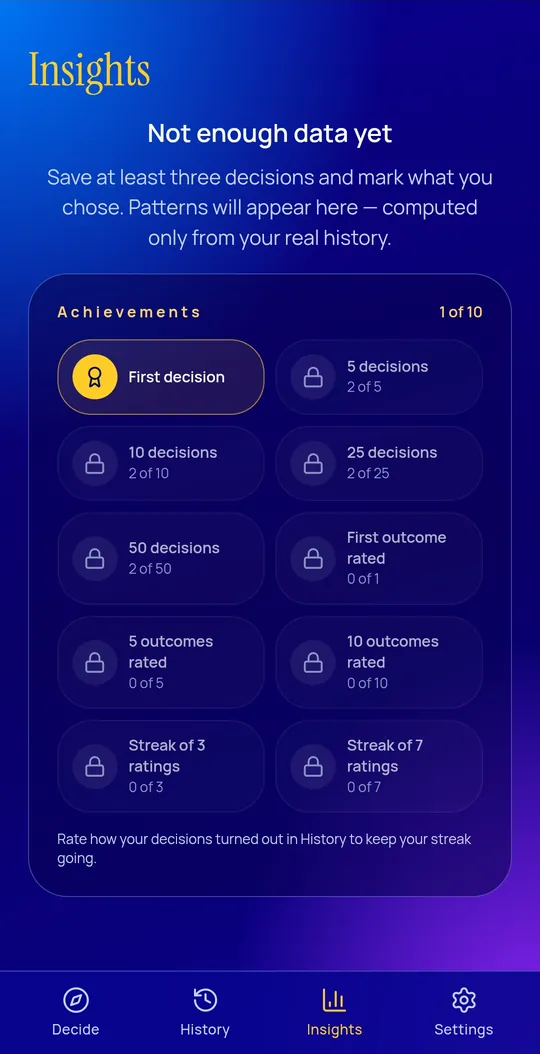 Insights
Not enough data yet
Save at least three decisions and mark what you
chose. Patterns will appear here — computed
only from your real history.
Achievements
1 of 10
First decision
5 decisions
2 of 5
10 decisions
2 of 10
25 decisions
2 of 25
50 decisions
2 of 50
First outcome
rated
0 of 1
5 outcomes
rated
0 of 5
10 outcomes
rated
0 of 10
Streak of 3
ratings
0 of 3
Streak of 7
ratings
0 of 7
Rate how your decisions turned out in History to keep your streak
going.
Decide
History
Insights
Settings